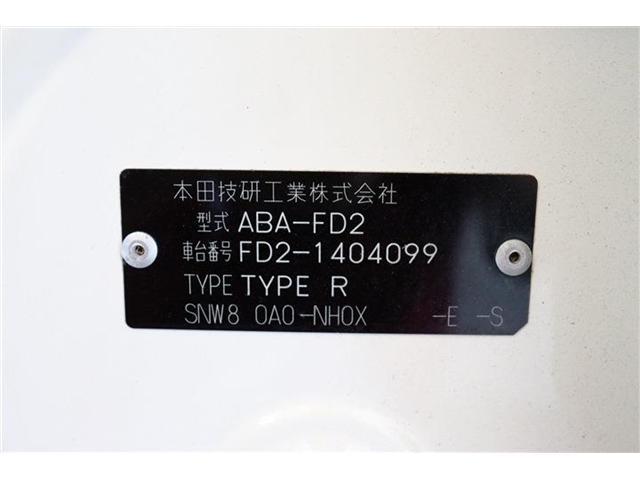 本田技研工業株式会社
型式 ABA-FD2
車台番号 FD2-1404099
TYPE TYPE R
SNW8 0A0-NH0X -E -S